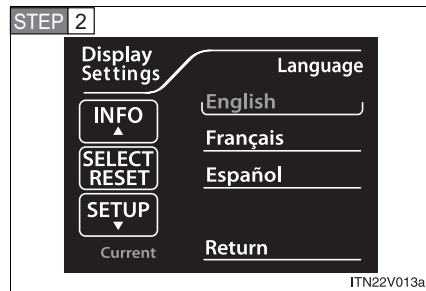 STEP 2
Display
Settings
Language
INFO
SELECT
RESET
SETUP
Current
English
Français
Español
Return
ITN22V013a